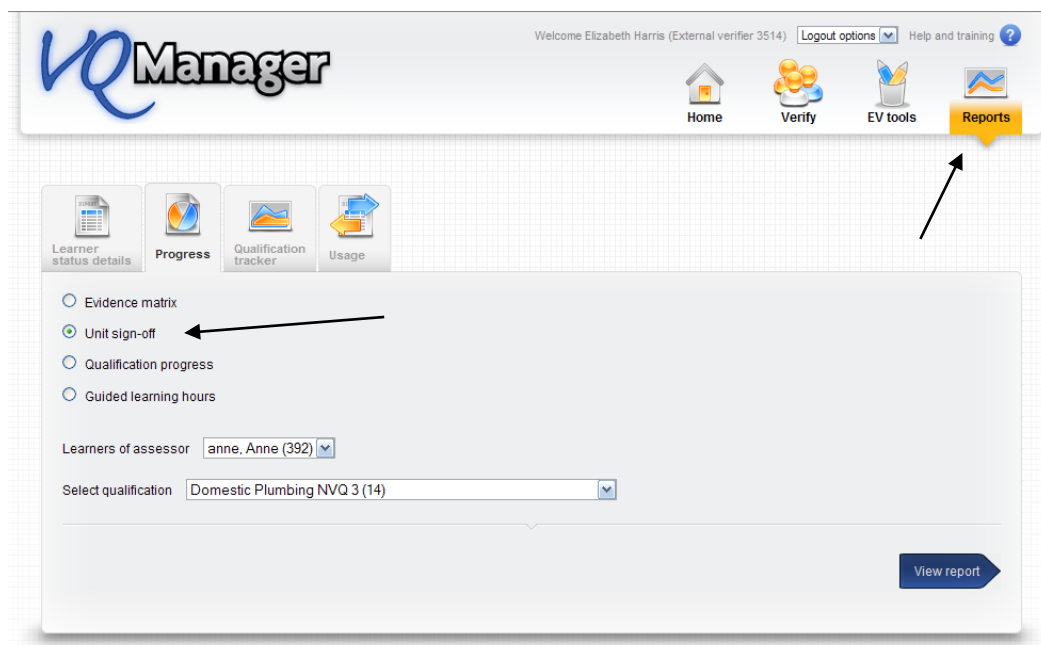 Welcome Elizabeth Harris (External verifier 3514) Logout options Help and training ?
VQManager
Home Verify EV tools Reports
Learner status details
Progress
Qualification tracker
Usage
Evidence matrix
Unit sign-off
Qualification progress
Guided learning hours
Learners of assessor anne, Anne (392)
Select qualification Domestic Plumbing NVQ 3 (14)
View report